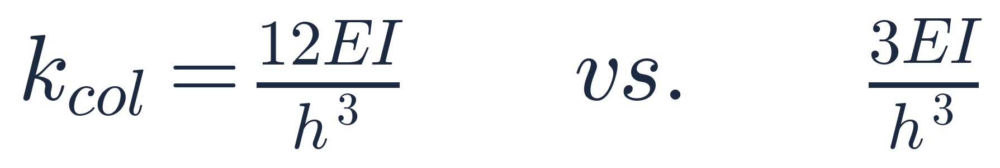 k_{col} = \frac{12EI}{h^3} vs. \frac{3EI}{h^3}